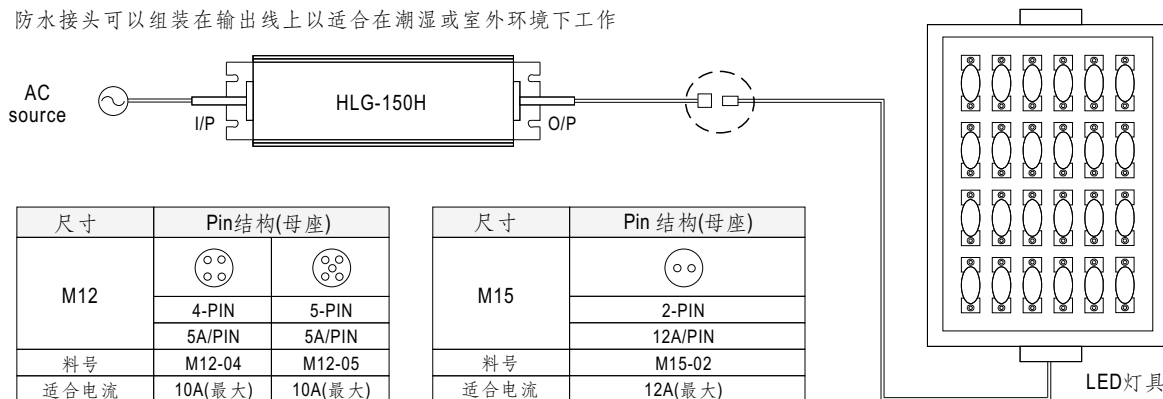 防水接头可以组装在输出线上以适合在潮湿或室外环境下工作
AC
source
I/P
HLG-150H
O/P
尺寸 Pin结构(母座)
M12
4-PIN 5-PIN
5A/PIN 5A/PIN
料号 M12-04 M12-05
适合电流 10A(最大) 10A(最大)
尺寸 Pin 结构(母座)
M15
2-PIN
12A/PIN
料号 M15-02
适合电流 12A(最大)
LED灯具